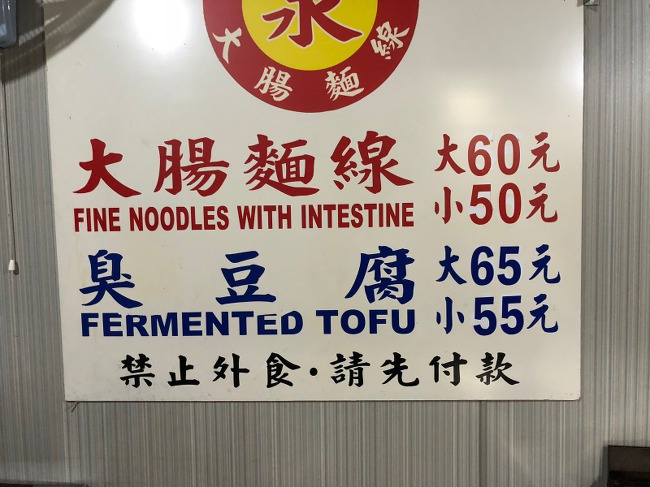 永
大腸麵線
大腸麵線 大60元
FINE NOODLES WITH INTESTINE 小50元
臭豆腐 大65元
FERMENTED TOFU 小55元
禁止外食·請先付款